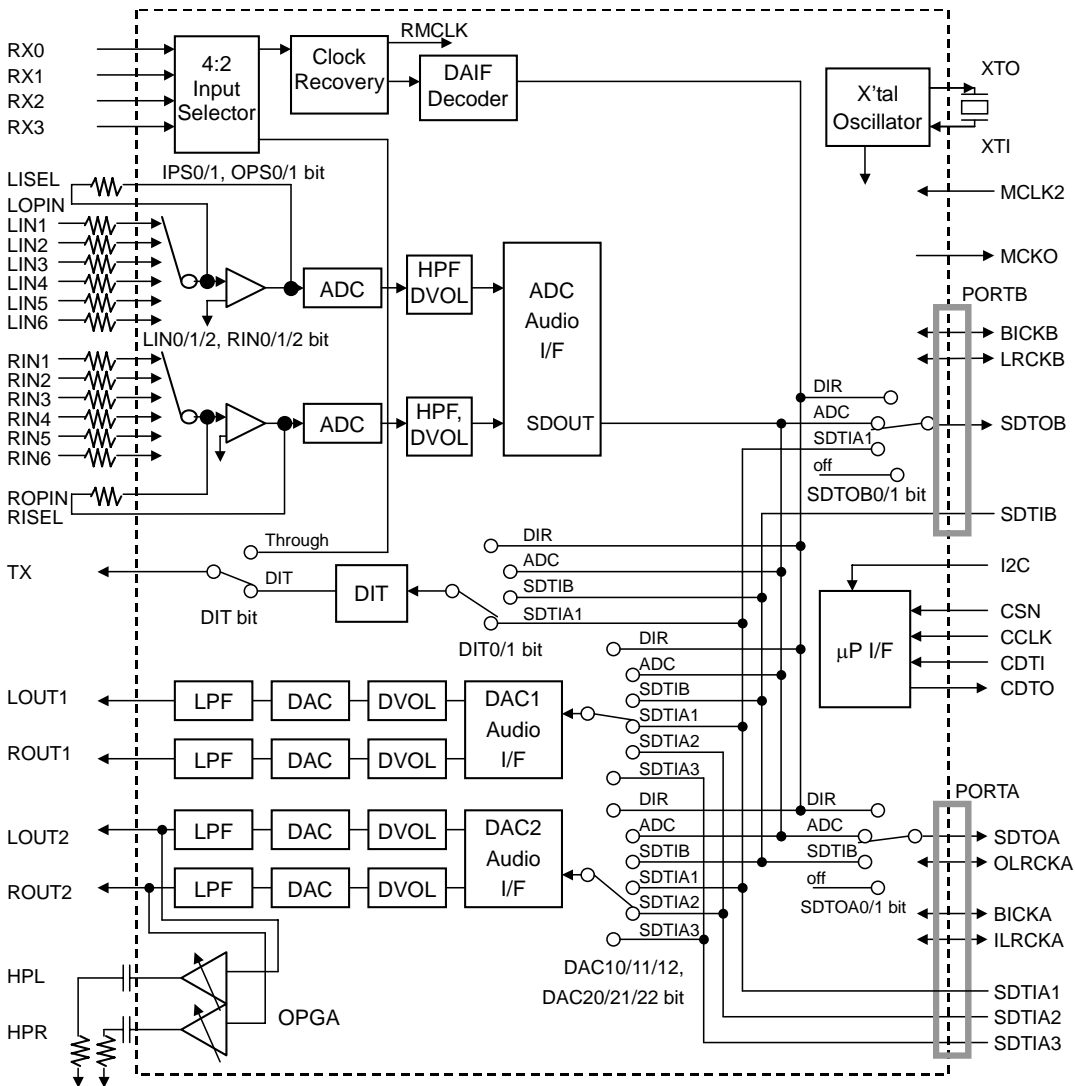 RX0
RX1
RX2
RX3
4:2
Input
Selector
Clock
Recovery
RMCLK
DAIF
Decoder
X'tal
Oscillator
XTO
XTI
MCLK2
MCKO
IPS0/1, OPS0/1 bit
LISEL
LOPIN
LIN1
LIN2
LIN3
LIN4
LIN5
LIN6
ADC
HPF
DVOL
ADC
Audio
I/F
SDOUT
LIN0/1/2, RIN0/1/2 bit
RIN1
RIN2
RIN3
RIN4
RIN5
RIN6
ADC
HPF,
DVOL
ROPIN
RISEL
PORTB
BICKB
LRCKB
DIR
ADC
SDTIA1
off
SDTOB0/1 bit
SDTOB
SDTIB
Through
TX
DIT
DIT bit
DIT
DIR
ADC
SDTIB
SDTIA1
DIT0/1 bit
I2C
μP I/F
CSN
CCLK
CDTI
CDTO
LOUT1
LPF
DAC
DVOL
DAC1
Audio
I/F
ROUT1
LPF
DAC
DVOL
DIR
ADC
SDTIB
SDTIA1
SDTIA2
SDTIA3
LOUT2
LPF
DAC
DVOL
DAC2
Audio
I/F
ROUT2
LPF
DAC
DVOL
DIR
ADC
SDTIB
SDTIA1
SDTIA2
SDTIA3
DAC10/11/12,
DAC20/21/22 bit
DIR
ADC
SDTIB
off
SDTOA0/1 bit
PORTA
SDTOA
OLRCKA
BICKA
ILRCKA
SDTIA1
SDTIA2
SDTIA3
HPL
HPR
OPGA